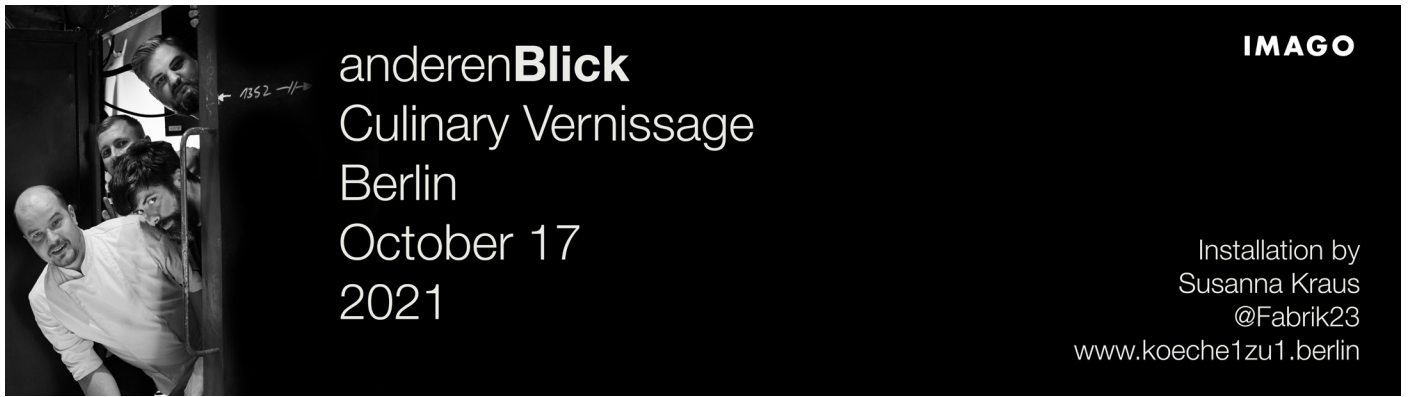 1352
anderenBlick
Culinary Vernissage
Berlin
October 17
2021
IMAGO
Installation by
Susanna Kraus
@Fabrik23
www.koeche1zu1.berlin